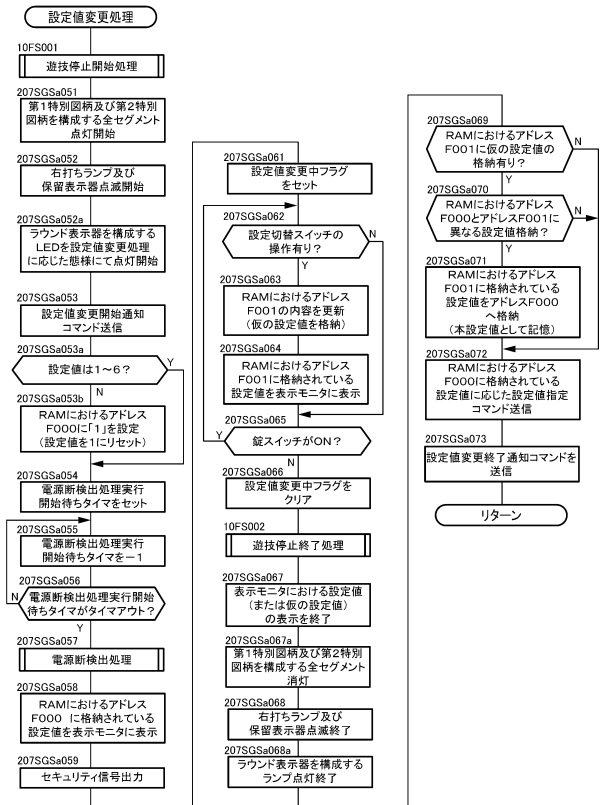 設定値変更処理
10FS001
遊技停止開始処理
207SGSa051
第1特別図柄及び第2特別
図柄を構成する全セグメント
点灯開始
207SGSa052
右打ちランプ及び
保留表示器点滅開始
207SGSa052a
ラウンド表示器を構成する
LEDを設定値変更処理
に応じた態様にて点灯開始
207SGSa053
設定値変更開始通知
コマンド送信
207SGSa053a
設定値は1~6?
Y
N
207SGSa053b
RAMにおけるアドレス
F000に「1」を設定
(設定値を1にリセット)
207SGSa054
電源断検出処理実行
開始待ちタイマをセット
207SGSa055
電源断検出処理実行
開始待ちタイマを-1
207SGSa056
電源断検出処理実行開始
待ちタイマがタイムアウト?
N
Y
207SGSa057
電源断検出処理
207SGSa058
RAMにおけるアドレス
F000 に格納されている
設定値を表示モニタに表示
207SGSa059
セキュリティ信号出力
207SGSa061
設定値変更中フラグ
をセット
207SGSa062
設定切替スイッチの
操作有り?
N
Y
207SGSa063
RAMにおけるアドレス
F001の内容を更新
(仮の設定値を格納)
207SGSa064
RAMにおけるアドレス
F001に格納されている
設定値を表示モニタに表示
207SGSa065
Y
錠スイッチがON?
N
207SGSa066
設定値変更中フラグを
クリア
10FS002
遊技停止終了処理
207SGSa067
表示モニタにおける設定値
(または仮の設定値)
の表示を終了
207SGSa067a
第1特別図柄及び第2特別
図柄を構成する全セグメント
消灯
207SGSa068
右打ちランプ及び
保留表示器点滅終了
207SGSa068a
ラウンド表示器を構成する
ランプ点灯終了
207SGSa069
RAMにおけるアドレス
F001に仮の設定値の
格納有り?
N
Y
207SGSa070
RAMにおけるアドレス
F000とアドレスF001に
異なる設定値格納?
N
Y
207SGSa071
RAMにおけるアドレス
F001に格納されている
設定値をアドレスF000
へ格納
(本設定値として記憶)
207SGSa072
RAMにおけるアドレス
F000に格納されている
設定値に応じた設定値指定
コマンド送信
207SGSa073
設定値変更終了通知コマンドを
送信
リターン